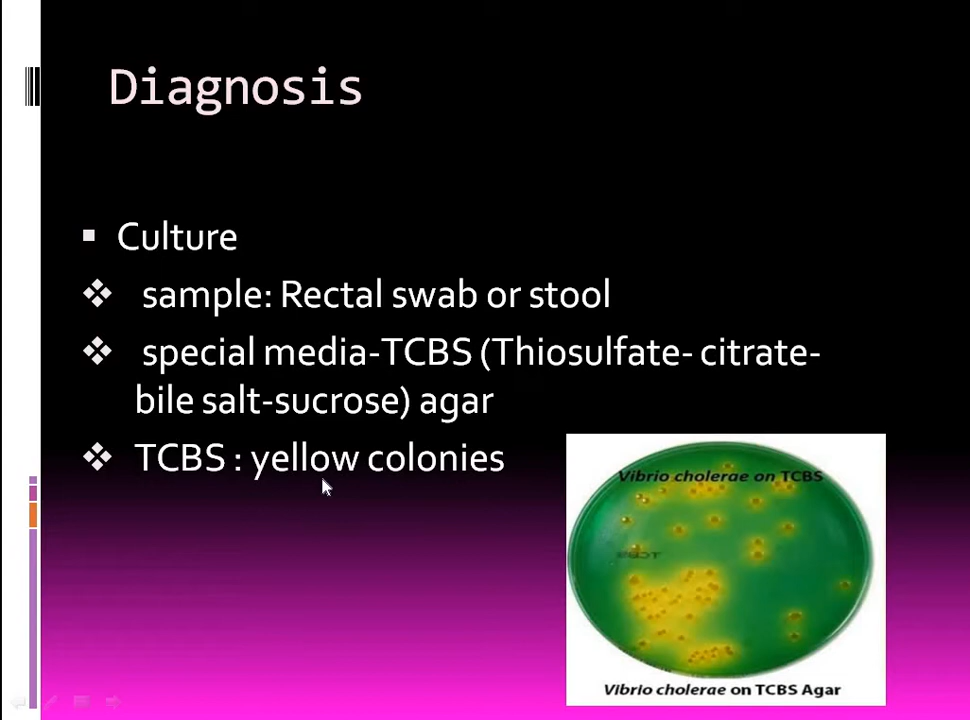 Diagnosis
Culture
sample: Rectal swab or stool
special media-TCBS (Thiosulfate- citrate-
bile salt-sucrose) agar
TCBS : yellow colonies
Vibrio cholerae on TCBS
Vibrio cholerae on TCBS Agar